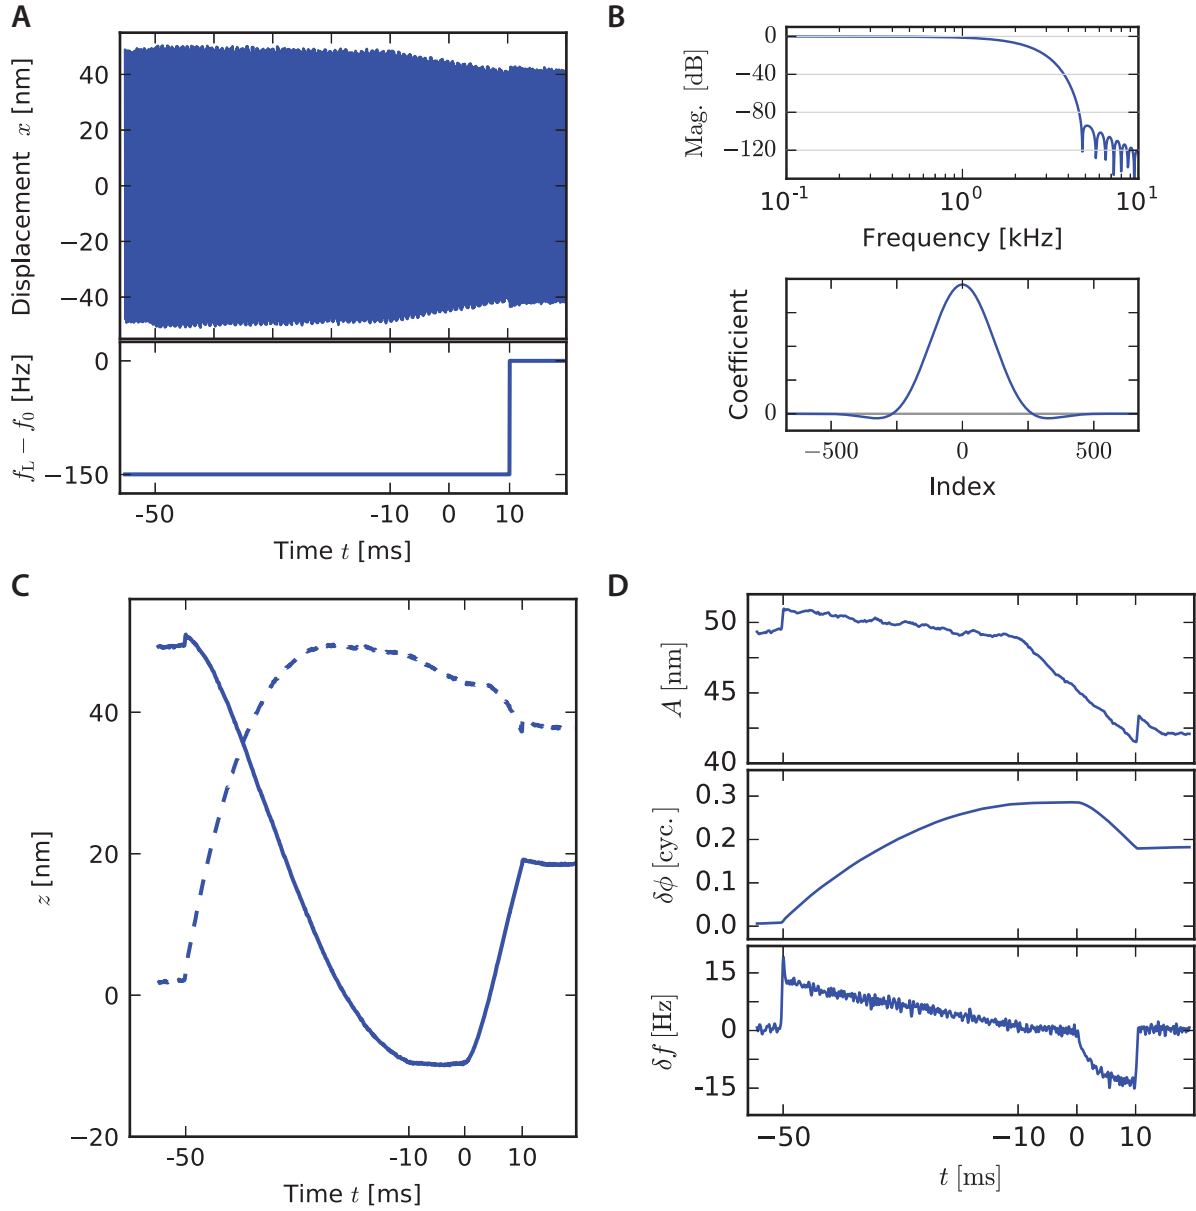 A
Displacement x [nm]
40
20
0
−20
−40
f_L − f_0 [Hz]
0
−150
-50
-10
0
10
Time t [ms]
B
Mag. [dB]
0
−40
−80
−120
10^-1
10^0
10^1
Frequency [kHz]
Coefficient
0
−500
0
500
Index
C
z [nm]
40
20
0
−20
-50
-10
0
10
Time t [ms]
D
A [nm]
50
45
40
δϕ [cyc.]
0.3
0.2
0.1
0.0
δf [Hz]
15
0
-15
−50
−10
0
10
t [ms]